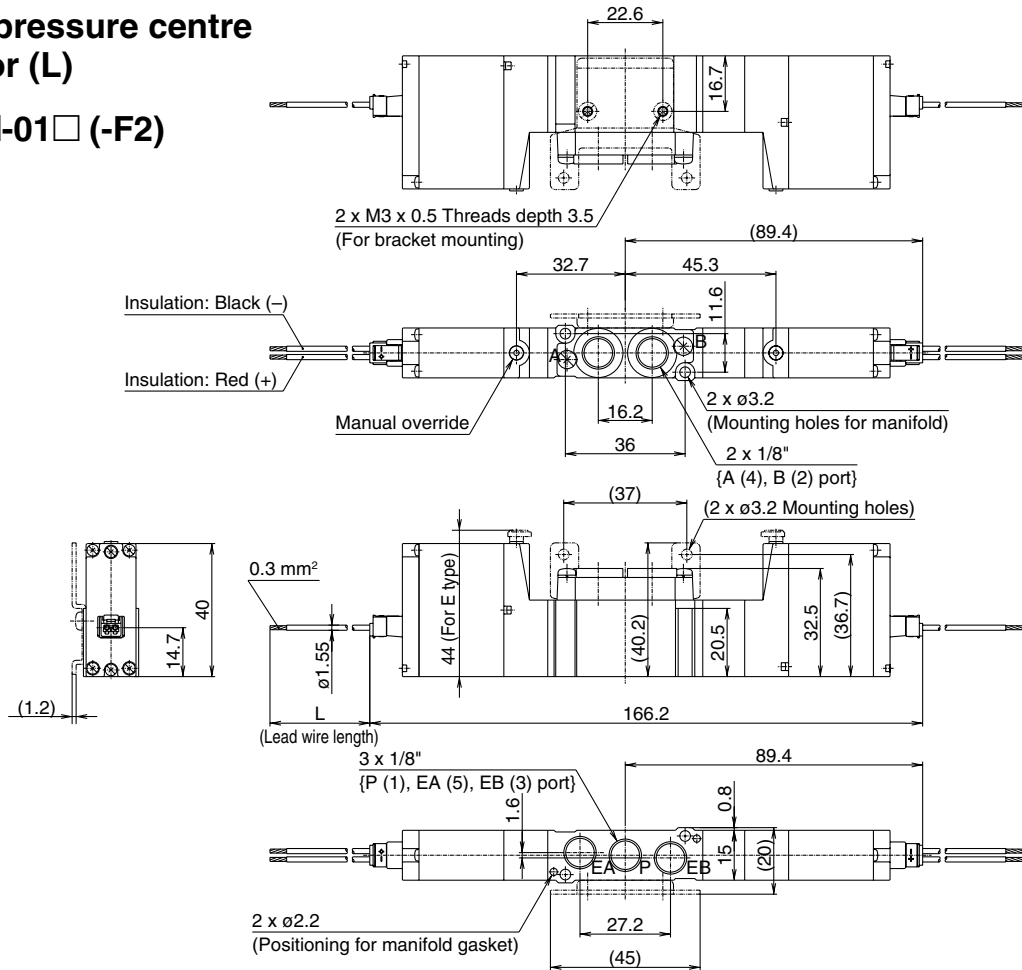 pressure centre
or (L)
-01□ (-F2)
22.6
16.7
2 x M3 x 0.5 Threads depth 3.5
(For bracket mounting)
(89.4)
32.7
45.3
11.6
Insulation: Black (–)
Insulation: Red (+)
A
B
Manual override
16.2
36
2 x ø3.2
(Mounting holes for manifold)
2 x 1/8"
{A (4), B (2) port}
(37)
(2 x ø3.2 Mounting holes)
0.3 mm²
40
14.7
(1.2)
ø1.55
44 (For E type)
(40.2)
20.5
32.5
(36.7)
L
(Lead wire length)
166.2
3 x 1/8"
{P (1), EA (5), EB (3) port}
89.4
1.6
0.8
15
(20)
EA
P
EB
2 x ø2.2
(Positioning for manifold gasket)
27.2
(45)